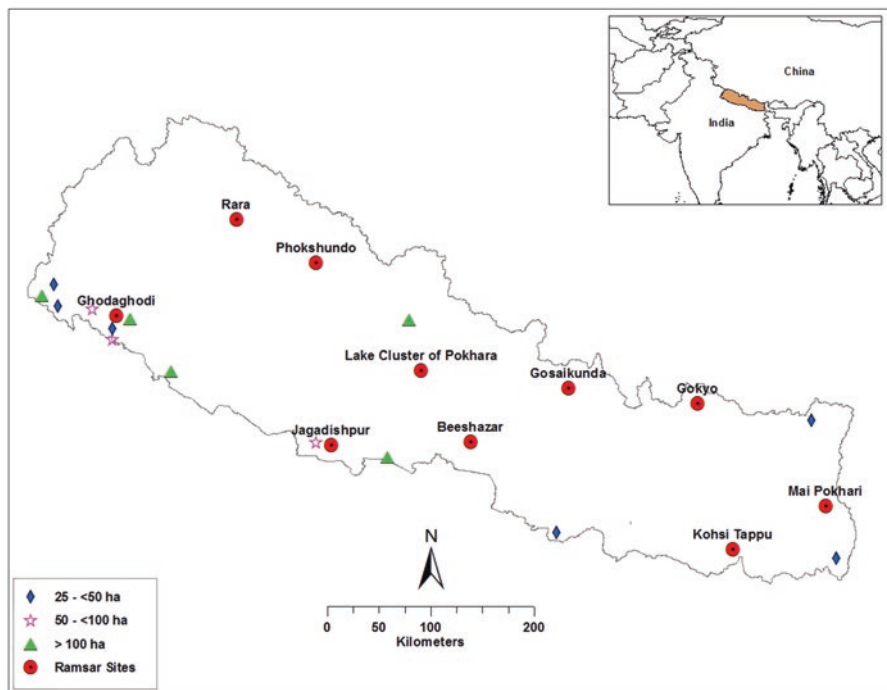 China
India
Rara
Phokshundo
Ghodaghodi
Lake Cluster of Pokhara
Gosaikunda
Gokyo
Jagadishpur
Beeshazar
Mai Pokhari
Kohsi Tappu
N
0 50 100 200
Kilometers
25 - <50 ha
50 - <100 ha
> 100 ha
Ramsar Sites